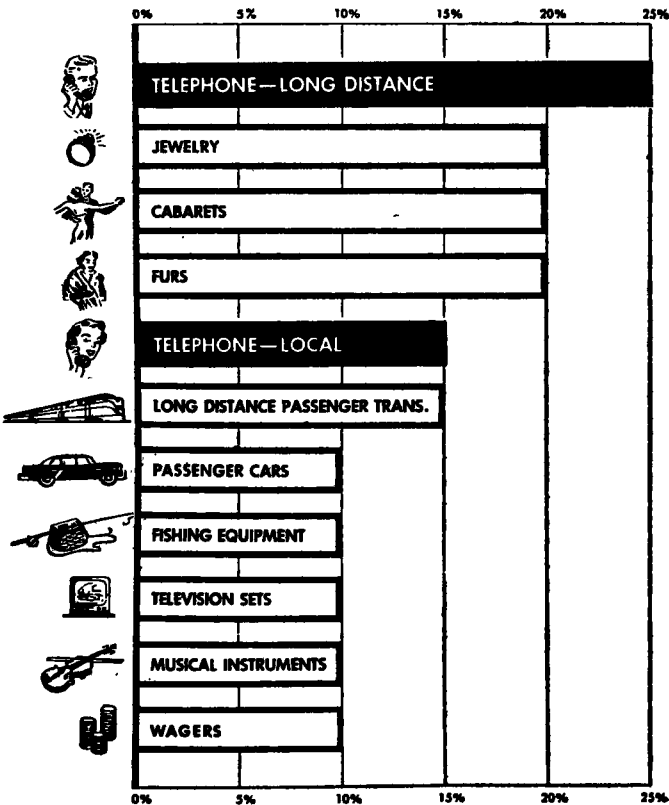 0% 5% 10% 15% 20% 25%
TELEPHONE—LONG DISTANCE
JEWELRY
CABARETS
FURS
TELEPHONE—LOCAL
LONG DISTANCE PASSENGER TRANS.
PASSENGER CARS
FISHING EQUIPMENT
TELEVISION SETS
MUSICAL INSTRUMENTS
WAGERS
0% 5% 10% 15% 20% 25%